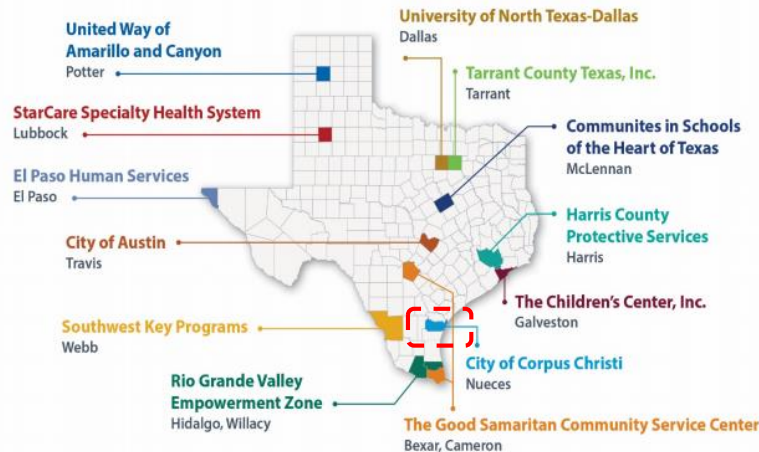 United Way of
Amarillo and Canyon
Potter
StarCare Specialty Health System
Lubbock
El Paso Human Services
El Paso
City of Austin
Travis
Southwest Key Programs
Webb
Rio Grande Valley
Empowerment Zone
Hidalgo, Willacy
University of North Texas-Dallas
Dallas
Tarrant County Texas, Inc.
Tarrant
Communites in Schools
of the Heart of Texas
McLennan
Harris County
Protective Services
Harris
The Children's Center, Inc.
Galveston
City of Corpus Christi
Nueces
The Good Samaritan Community Service Center
Bexar, Cameron